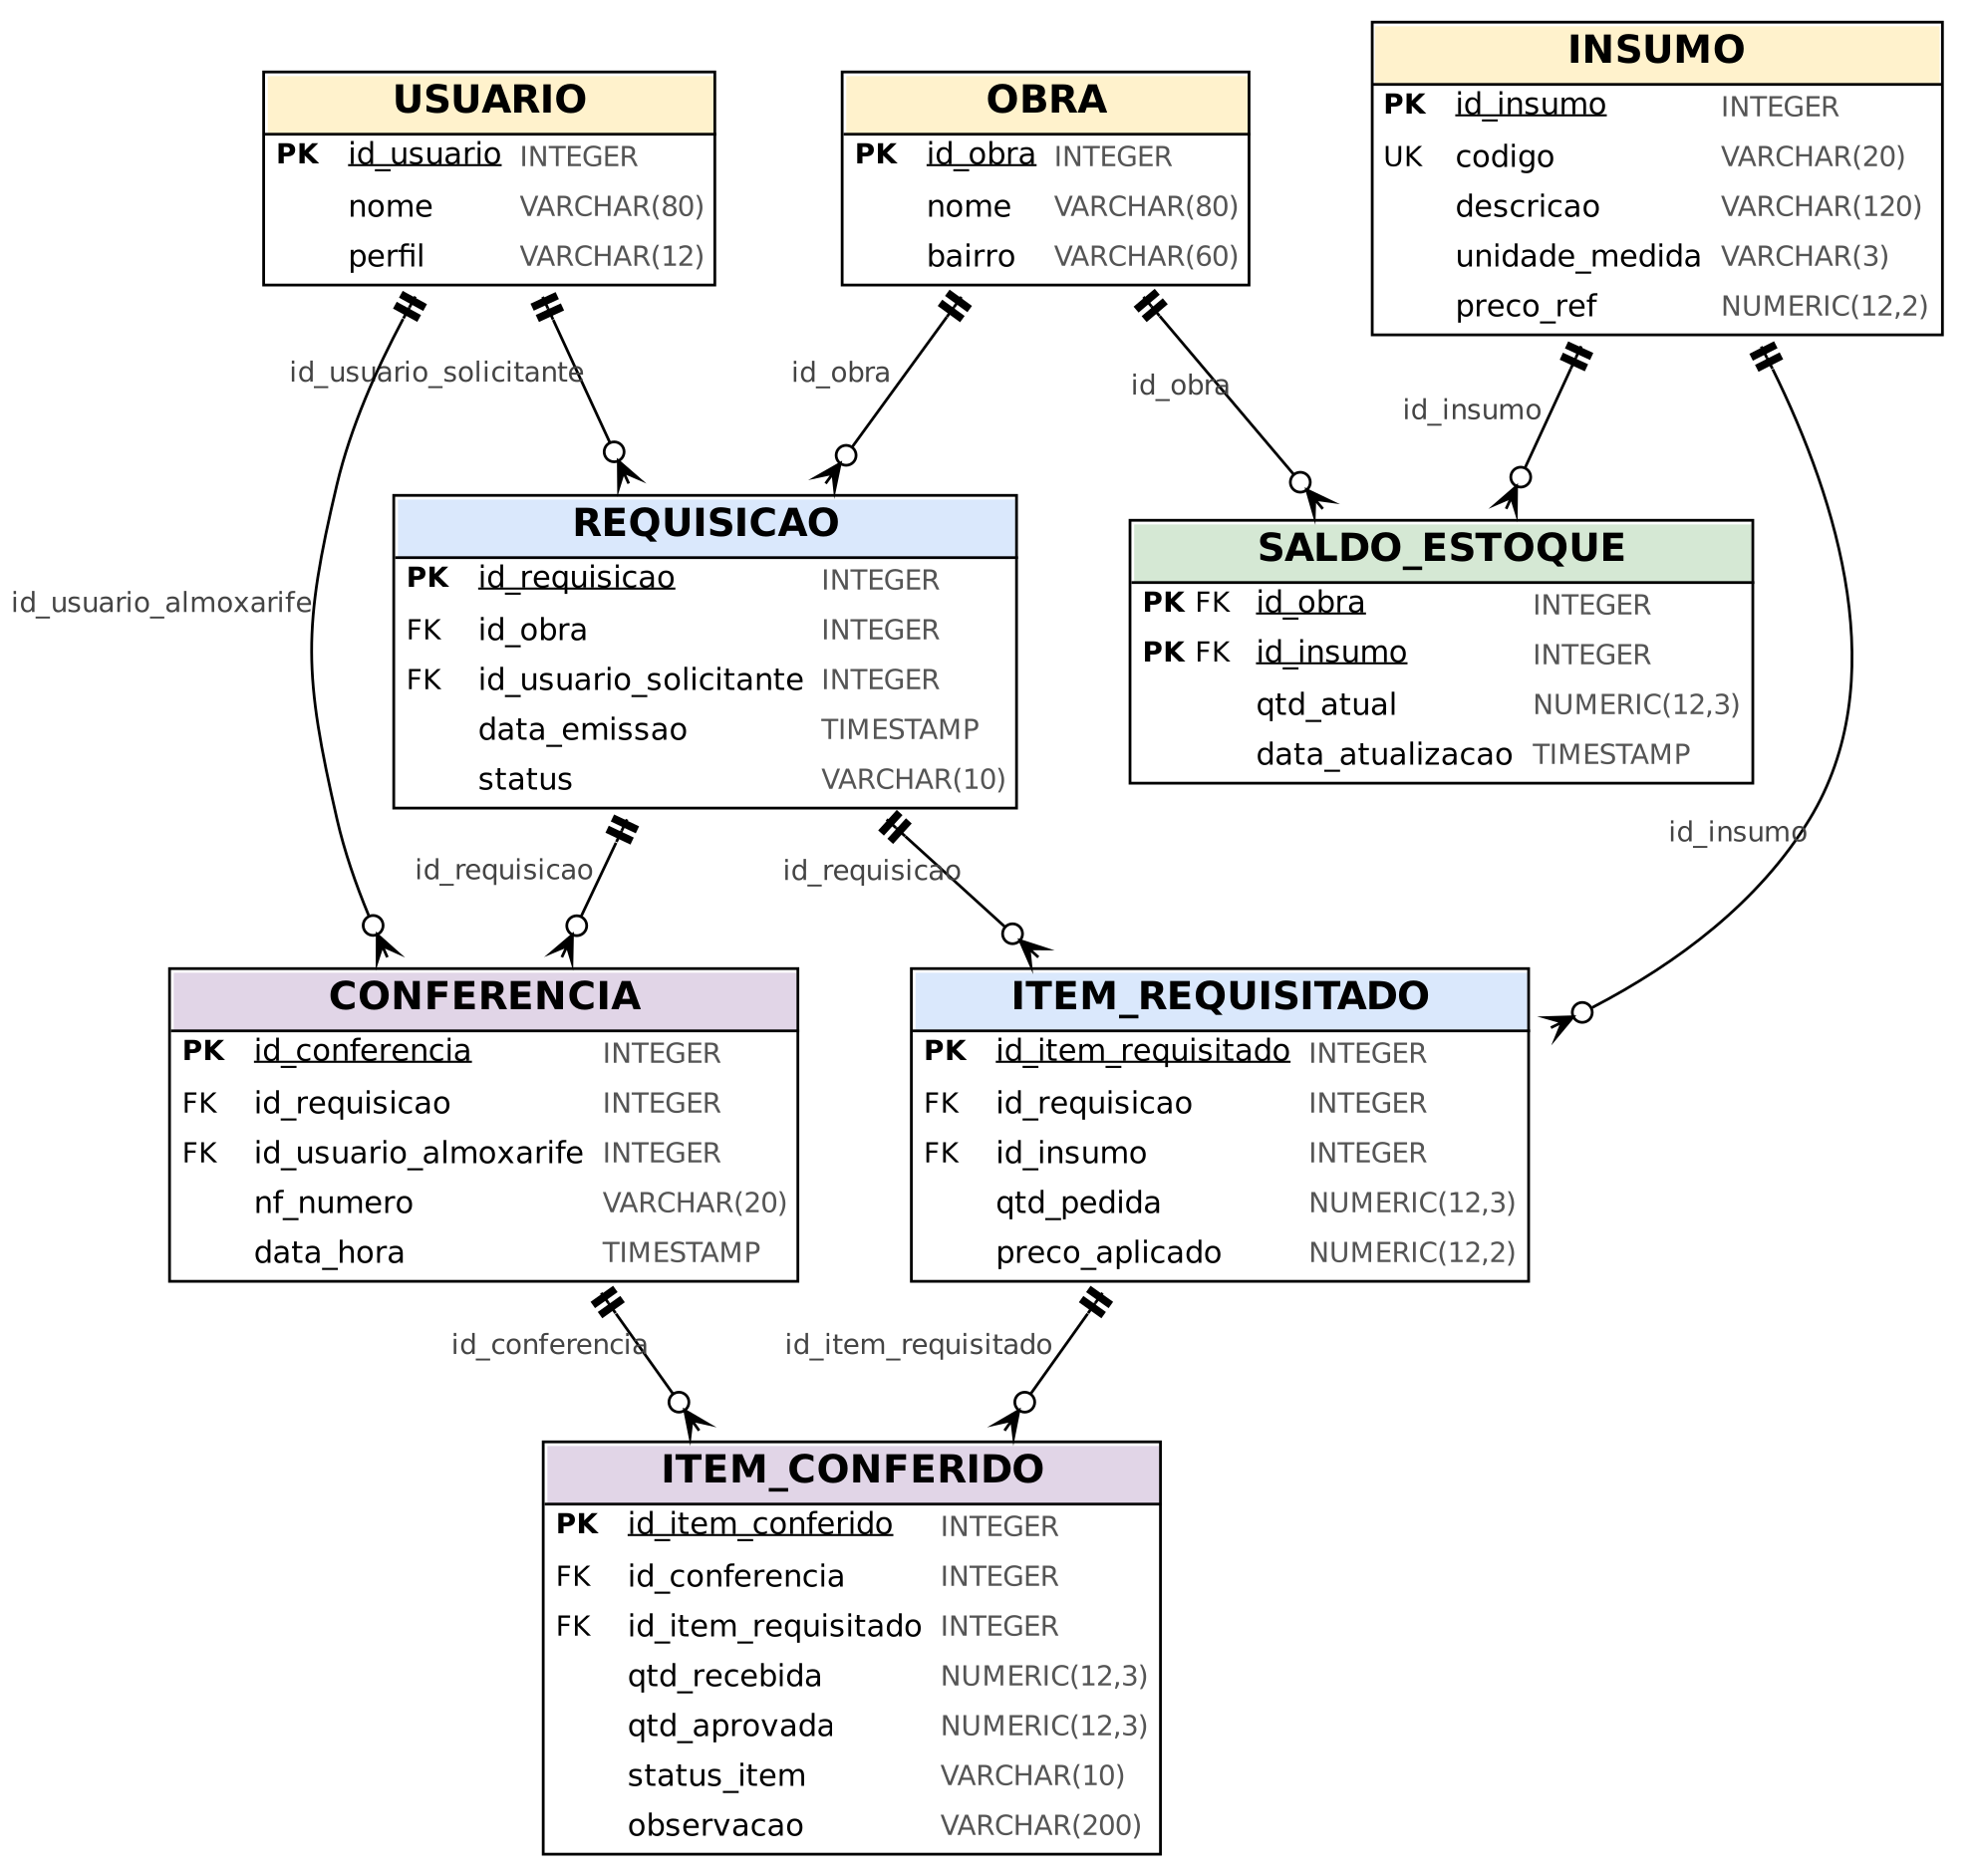 USUARIO
PK id_usuario INTEGER
nome VARCHAR(80)
perfil VARCHAR(12)
OBRA
PK id_obra INTEGER
nome VARCHAR(80)
bairro VARCHAR(60)
INSUMO
PK id_insumo INTEGER
UK codigo VARCHAR(20)
descricao VARCHAR(120)
unidade_medida VARCHAR(3)
preco_ref NUMERIC(12,2)
id_usuario_solicitante
id_obra
id_obra
id_insumo
id_usuario_almoxarife
REQUISICAO
PK id_requisicao INTEGER
FK id_obra INTEGER
FK id_usuario_solicitante INTEGER
data_emissao TIMESTAMP
status VARCHAR(10)
SALDO_ESTOQUE
PK FK id_obra INTEGER
PK FK id_insumo INTEGER
qtd_atual NUMERIC(12,3)
data_atualizacao TIMESTAMP
id_requisicao
id_requisicao
id_insumo
CONFERENCIA
PK id_conferencia INTEGER
FK id_requisicao INTEGER
FK id_usuario_almoxarife INTEGER
nf_numero VARCHAR(20)
data_hora TIMESTAMP
ITEM_REQUISITADO
PK id_item_requisitado INTEGER
FK id_requisicao INTEGER
FK id_insumo INTEGER
qtd_pedida NUMERIC(12,3)
preco_aplicado NUMERIC(12,2)
id_conferencia
id_item_requisitado
ITEM_CONFERIDO
PK id_item_conferido INTEGER
FK id_conferencia INTEGER
FK id_item_requisitado INTEGER
qtd_recebida NUMERIC(12,3)
qtd_aprovada NUMERIC(12,3)
status_item VARCHAR(10)
observacao VARCHAR(200)